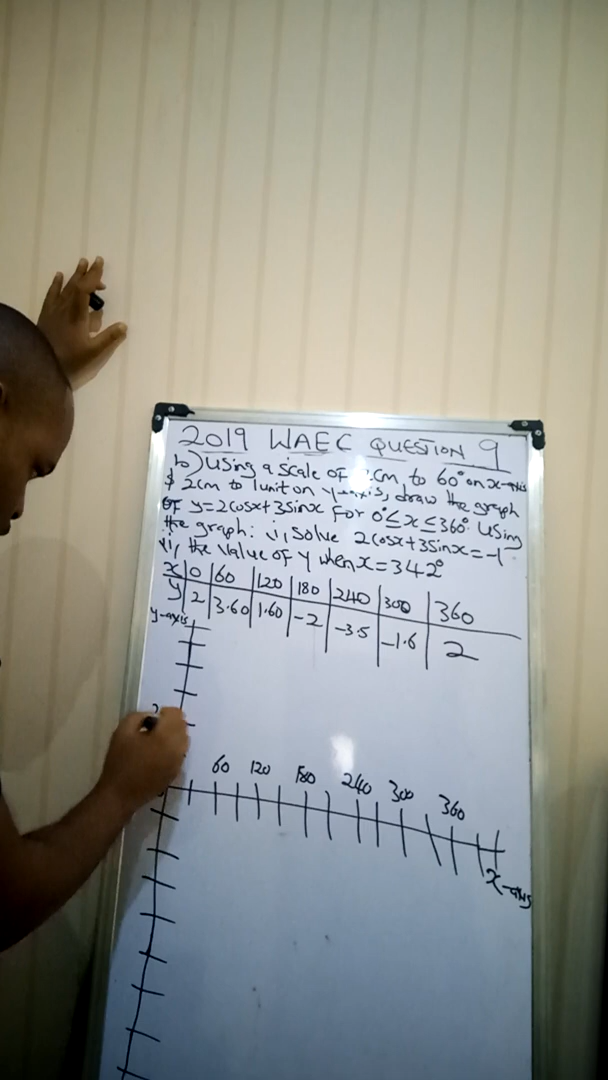 2019 WAEC QUESTION 9
b) Using a scale of 2cm to 60° on x-axis
& 2cm to 1 unit on y-axis, draw the graph
of y=2cosx+3sinx for 0°≤x≤360°. Using
the graph: i, solve 2cosx+3sinx=-1
ii, the value of y when x=342°
x 0 60 120 180 240 300 360
y 2 3.60 1.60 -2 -3.5 -1.6 2
y-axis
60 120 180 240 300 360
x-axis